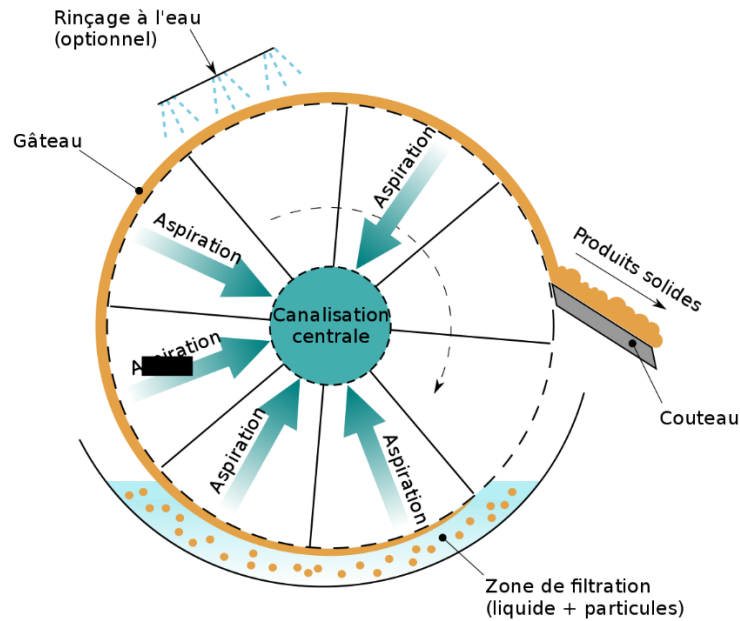 Rinçage à l'eau
(optionnel)
Gâteau
Aspiration
Aspiration
Produits solides
Canalisation
centrale
Couteau
Aspiration
Aspiration
Zone de filtration
(liquide + particules)